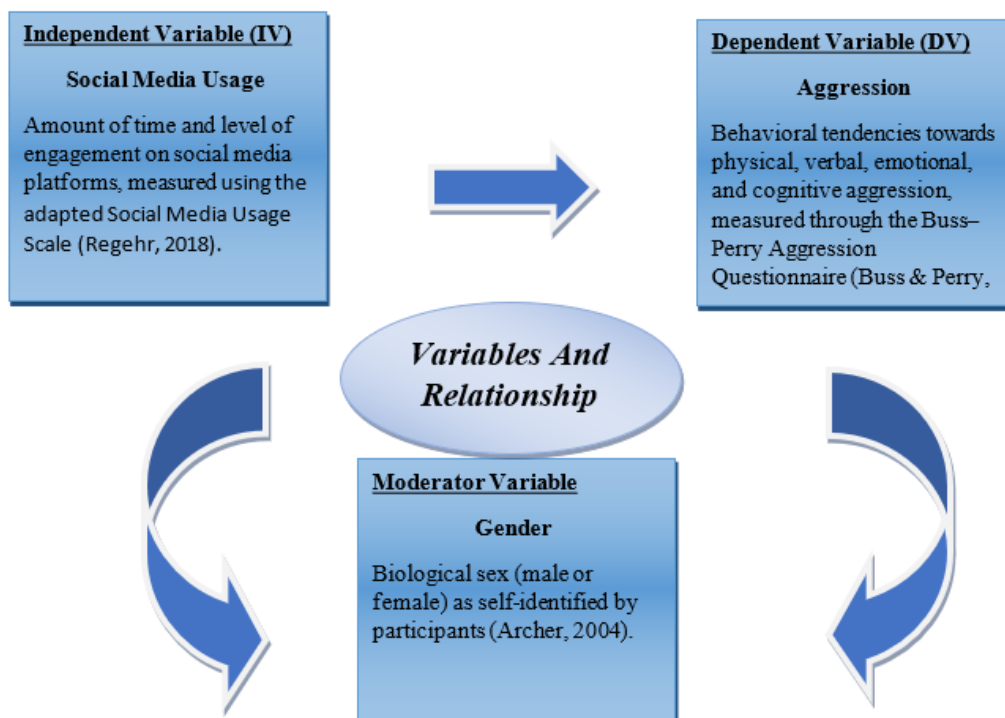 Independent Variable (IV)
Social Media Usage
Amount of time and level of
engagement on social media
platforms, measured using the
adapted Social Media Usage
Scale (Regehr, 2018).
Dependent Variable (DV)
Aggression
Behavioral tendencies towards
physical, verbal, emotional,
and cognitive aggression,
measured through the Buss–
Perry Aggression
Questionnaire (Buss & Perry,
Variables And
Relationship
Moderator Variable
Gender
Biological sex (male or
female) as self-identified by
participants (Archer, 2004).